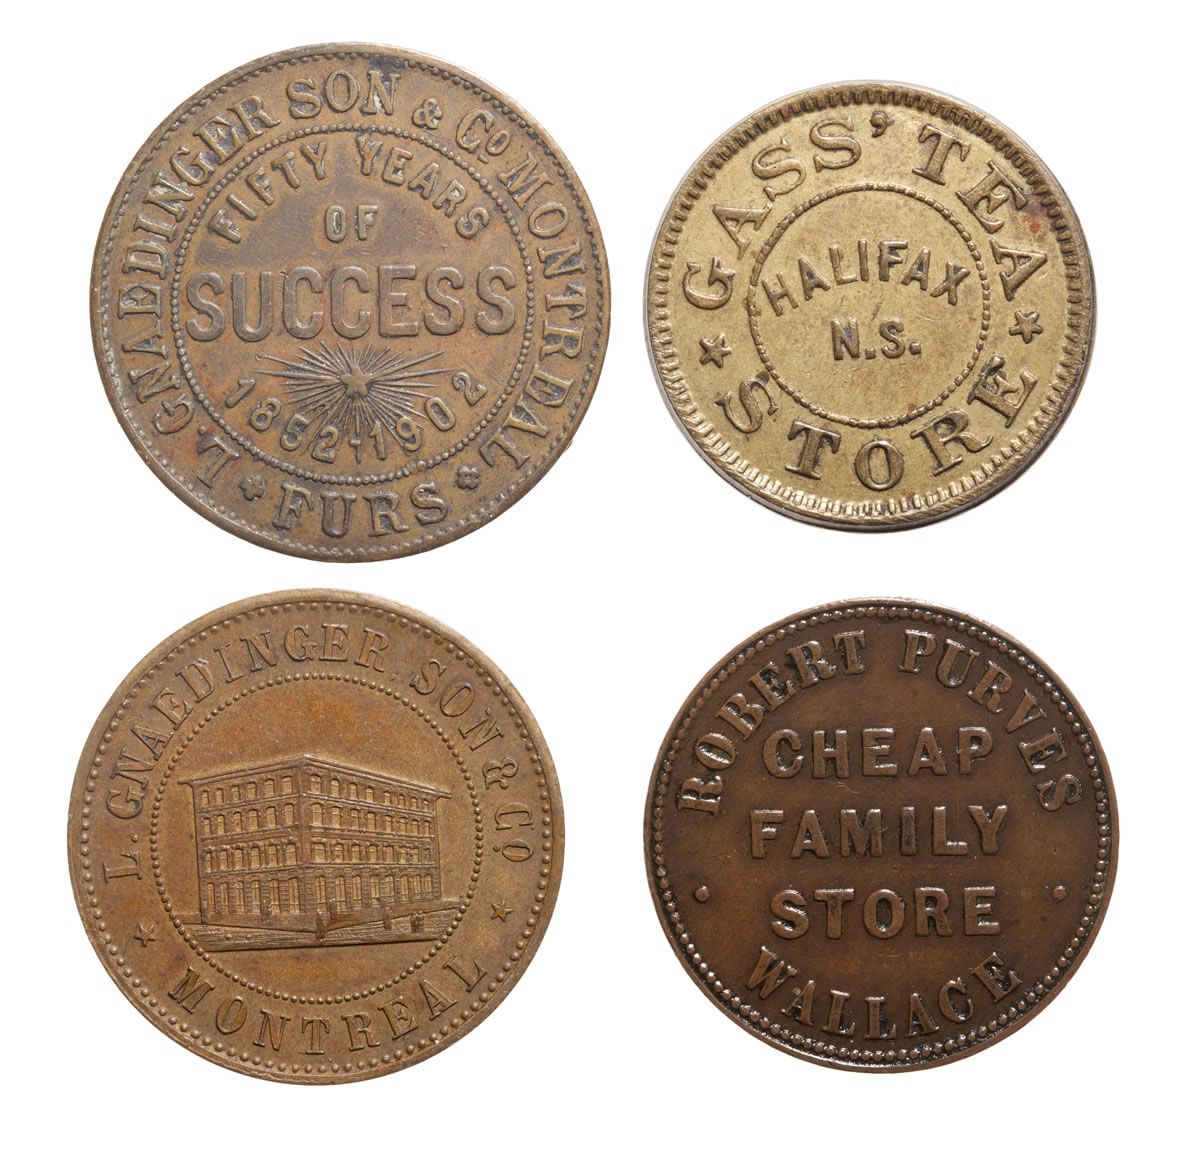 L. GNAEDINGER SON & Co MONTREAL
FIFTY YEARS
OF
SUCCESS
1852-1902
FURS
GASS' TEA
HALIFAX
N.S.
STORE
L. GNAEDINGER, SON & Co
MONTREAL
ROBERT PURVES
CHEAP
FAMILY
STORE
WALLACE